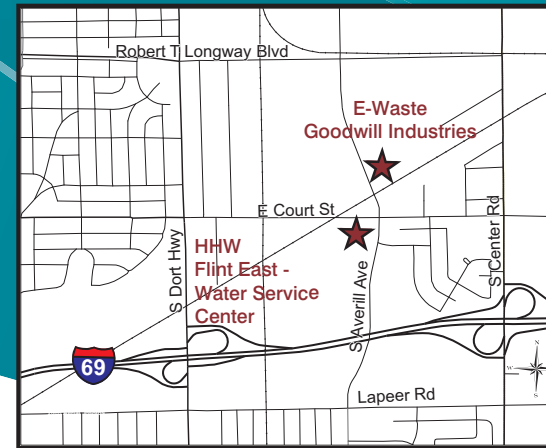 Robert T Longway Blvd
E-Waste
Goodwill Industries
E Court St
HHW
Flint East -
Water Service
Center
S Dort Hwy
S Averill Ave
S Center Rd
69
Lapeer Rd
N
W
E
S